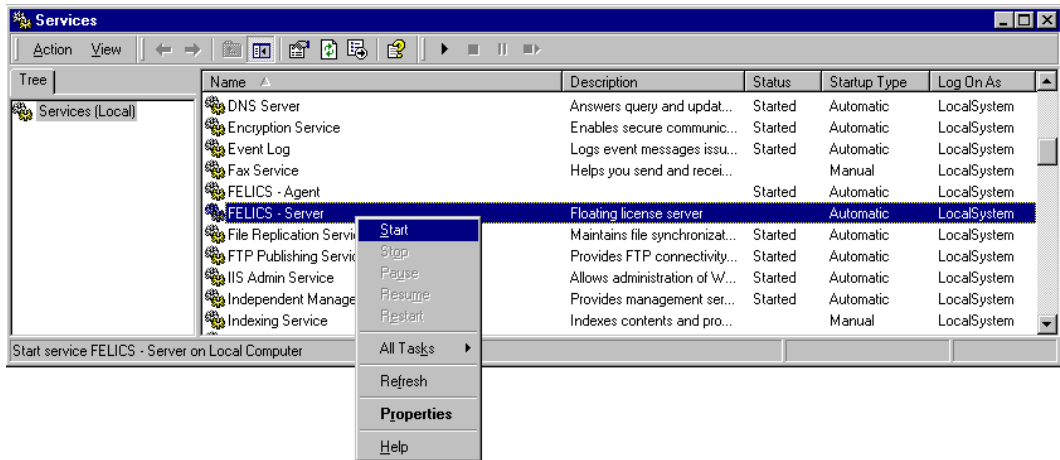 Services
Action View
Tree
Services (Local)
Name Description Status Startup Type Log On As
DNS Server Answers query and updat... Started Automatic LocalSystem
Encryption Service Enables secure communic... Started Automatic LocalSystem
Event Log Logs event messages issu... Started Automatic LocalSystem
Fax Service Helps you send and recei... Manual LocalSystem
FELICS - Agent Started Automatic LocalSystem
FELICS - Server Floating license server Automatic LocalSystem
File Replication Servi Maintains file synchronizat... Started Automatic LocalSystem
FTP Publishing Servic Provides FTP connectivity... Started Automatic LocalSystem
IIS Admin Service Allows administration of W... Started Automatic LocalSystem
Independent Manage Provides management ser... Started Automatic LocalSystem
Indexing Service Indexes contents and pro... Manual LocalSystem
Start
Stop
Pause
Resume
Restart
All Tasks
Refresh
Properties
Help
Start service FELICS - Server on Local Computer